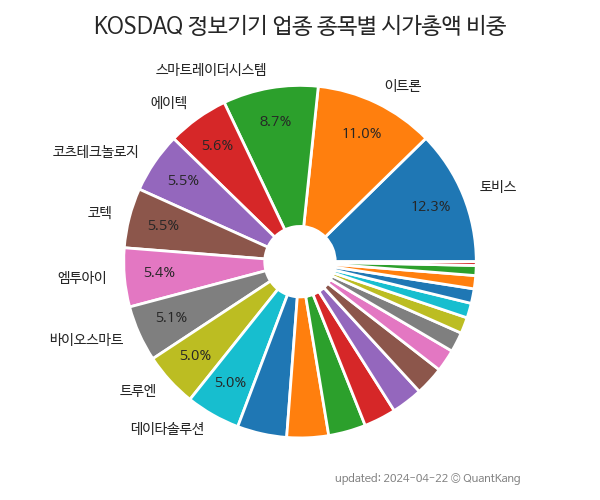 KOSDAQ 정보기기 업종 종목별 시가총액 비중
스마트레이더시스템
이트론
에이텍
8.7%
11.0%
5.6%
코츠테크놀로지
5.5%
토비스
12.3%
코텍
5.5%
엠투아이
5.4%
바이오스마트
5.1%
트루엔
5.0%
5.0%
데이타솔루션
updated: 2024-04-22 © QuantKang